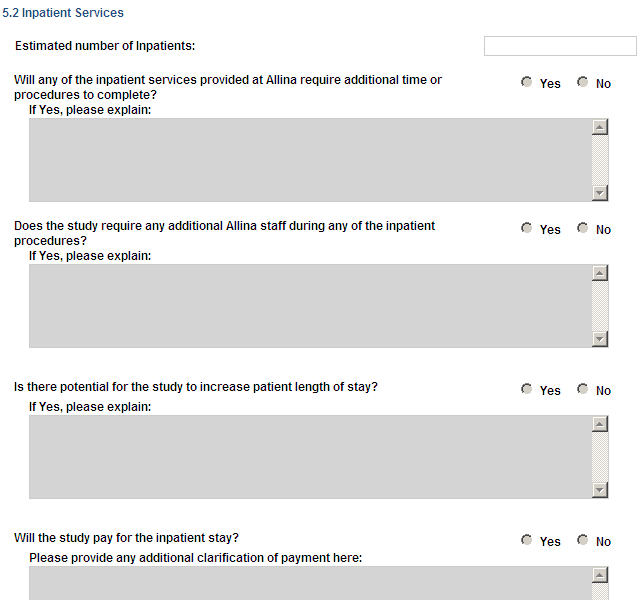 5.2 Inpatient Services
Estimated number of Inpatients:
Will any of the inpatient services provided at Allina require additional time or
procedures to complete?
Yes No
If Yes, please explain:
Does the study require any additional Allina staff during any of the inpatient
procedures?
Yes No
If Yes, please explain:
Is there potential for the study to increase patient length of stay?
Yes No
If Yes, please explain:
Will the study pay for the inpatient stay?
Yes No
Please provide any additional clarification of payment here: